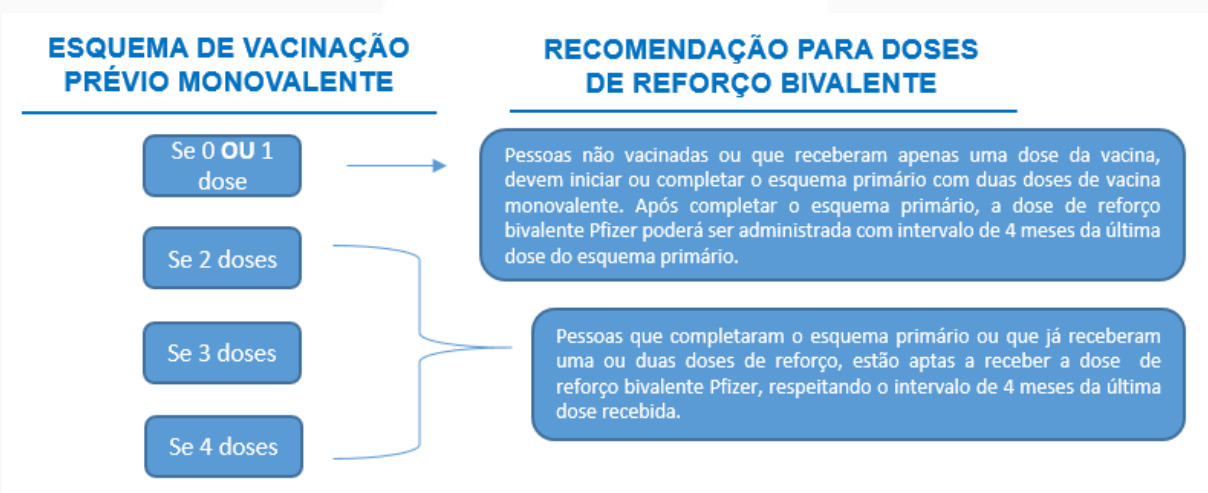 ESQUEMA DE VACINAÇÃO
PRÉVIO MONOVALENTE
RECOMENDAÇÃO PARA DOSES
DE REFORÇO BIVALENTE
Se 0 OU 1
dose
Pessoas não vacinadas ou que receberam apenas uma dose da vacina,
devem iniciar ou completar o esquema primário com duas doses de vacina
monovalente. Após completar o esquema primário, a dose de reforço
bivalente Pfizer poderá ser administrada com intervalo de 4 meses da última
dose do esquema primário.
Se 2 doses
Se 3 doses
Se 4 doses
Pessoas que completaram o esquema primário ou que já receberam
uma ou duas doses de reforço, estão aptas a receber a dose de
reforço bivalente Pfizer, respeitando o intervalo de 4 meses da última
dose recebida.